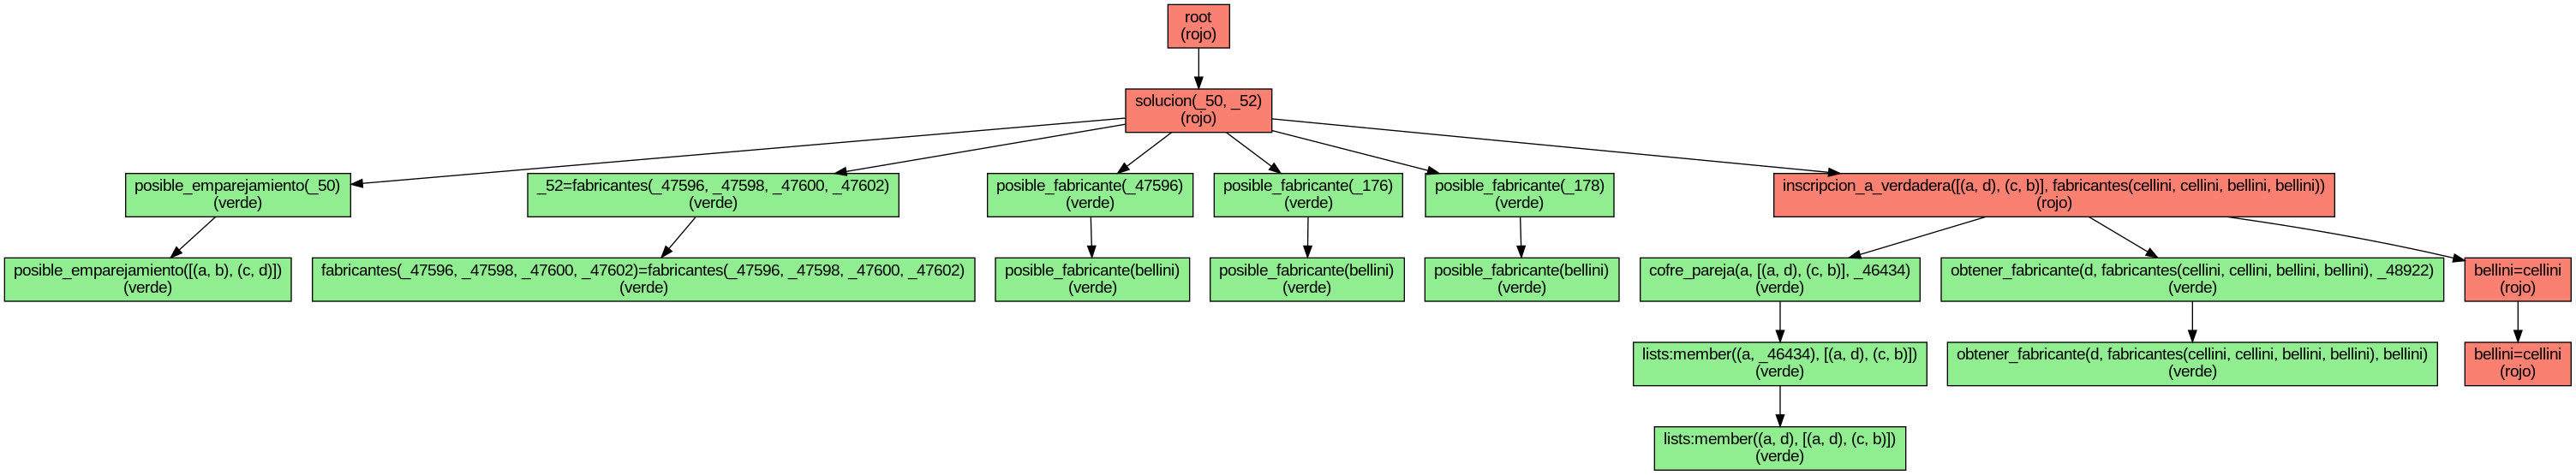 root
(rojo)
solucion(_50, _52)
(rojo)
posible_emparejamiento(_50)
(verde)
_52=fabricantes(_47596, _47598, _47600, _47602)
(verde)
posible_fabricante(_47596)
(verde)
posible_fabricante(_176)
(verde)
posible_fabricante(_178)
(verde)
inscripcion_a_verdadera([(a, d), (c, b)], fabricantes(cellini, cellini, bellini, bellini))
(rojo)
posible_emparejamiento([(a, b), (c, d)])
(verde)
fabricantes(_47596, _47598, _47600, _47602)=fabricantes(_47596, _47598, _47600, _47602)
(verde)
posible_fabricante(bellini)
(verde)
posible_fabricante(bellini)
(verde)
posible_fabricante(bellini)
(verde)
cofre_pareja(a, [(a, d), (c, b)], _46434)
(verde)
obtener_fabricante(d, fabricantes(cellini, cellini, bellini, bellini), _48922)
(verde)
bellini=cellini
(rojo)
lists:member((a, _46434), [(a, d), (c, b)])
(verde)
obtener_fabricante(d, fabricantes(cellini, cellini, bellini, bellini), bellini)
(verde)
bellini=cellini
(rojo)
lists:member((a, d), [(a, d), (c, b)])
(verde)